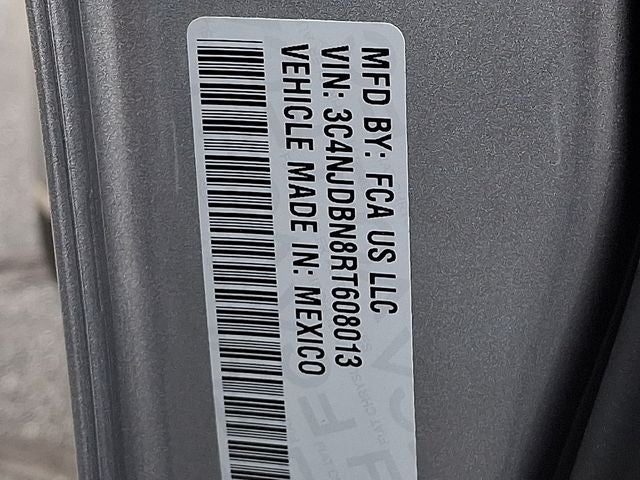 MFD BY: FCA US LLC
VIN: 3C4NJDBN8RT608013
VEHICLE MADE IN: MEXICO